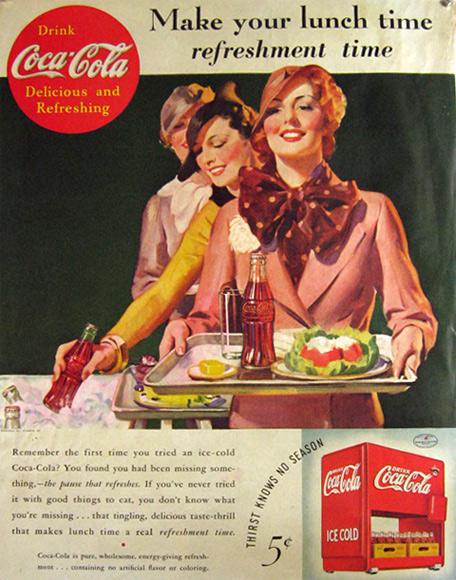 Make your lunch time
refreshment time
Drink
Coca-Cola
Delicious and
Refreshing
Remember the first time you tried an ice-cold
Coca-Cola? You found you had been missing some-
thing,—the pause that refreshes. If you've never tried
it with good things to eat, you don't know what
you're missing . . . that tingling, delicious taste-thrill
that makes lunch time a real refreshment time.
Coca-Cola is pure, wholesome, energy-giving refresh-
ment . . . containing no artificial flavor or coloring.
THIRST KNOWS NO SEASON
5¢
Coca-Cola
DRINK
Coca-Cola
ICE COLD